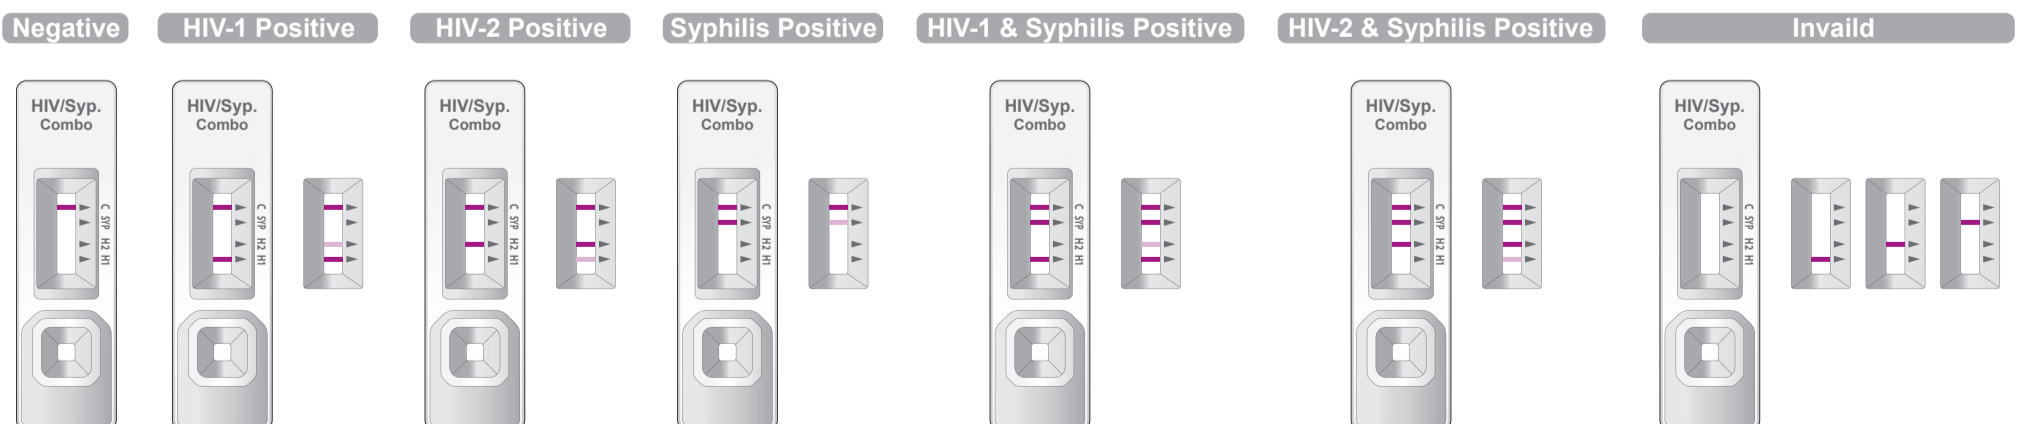 Negative
HIV-1 Positive
HIV-2 Positive
Syphilis Positive
HIV-1 & Syphilis Positive
HIV-2 & Syphilis Positive
Invaild
HIV/Syp.
Combo
C SYP H2 H1
HIV/Syp.
Combo
C SYP H2 H1
HIV/Syp.
Combo
C SYP H2 H1
HIV/Syp.
Combo
C SYP H2 H1
HIV/Syp.
Combo
C SYP H2 H1
HIV/Syp.
Combo
C SYP H2 H1
HIV/Syp.
Combo
C SYP H2 H1